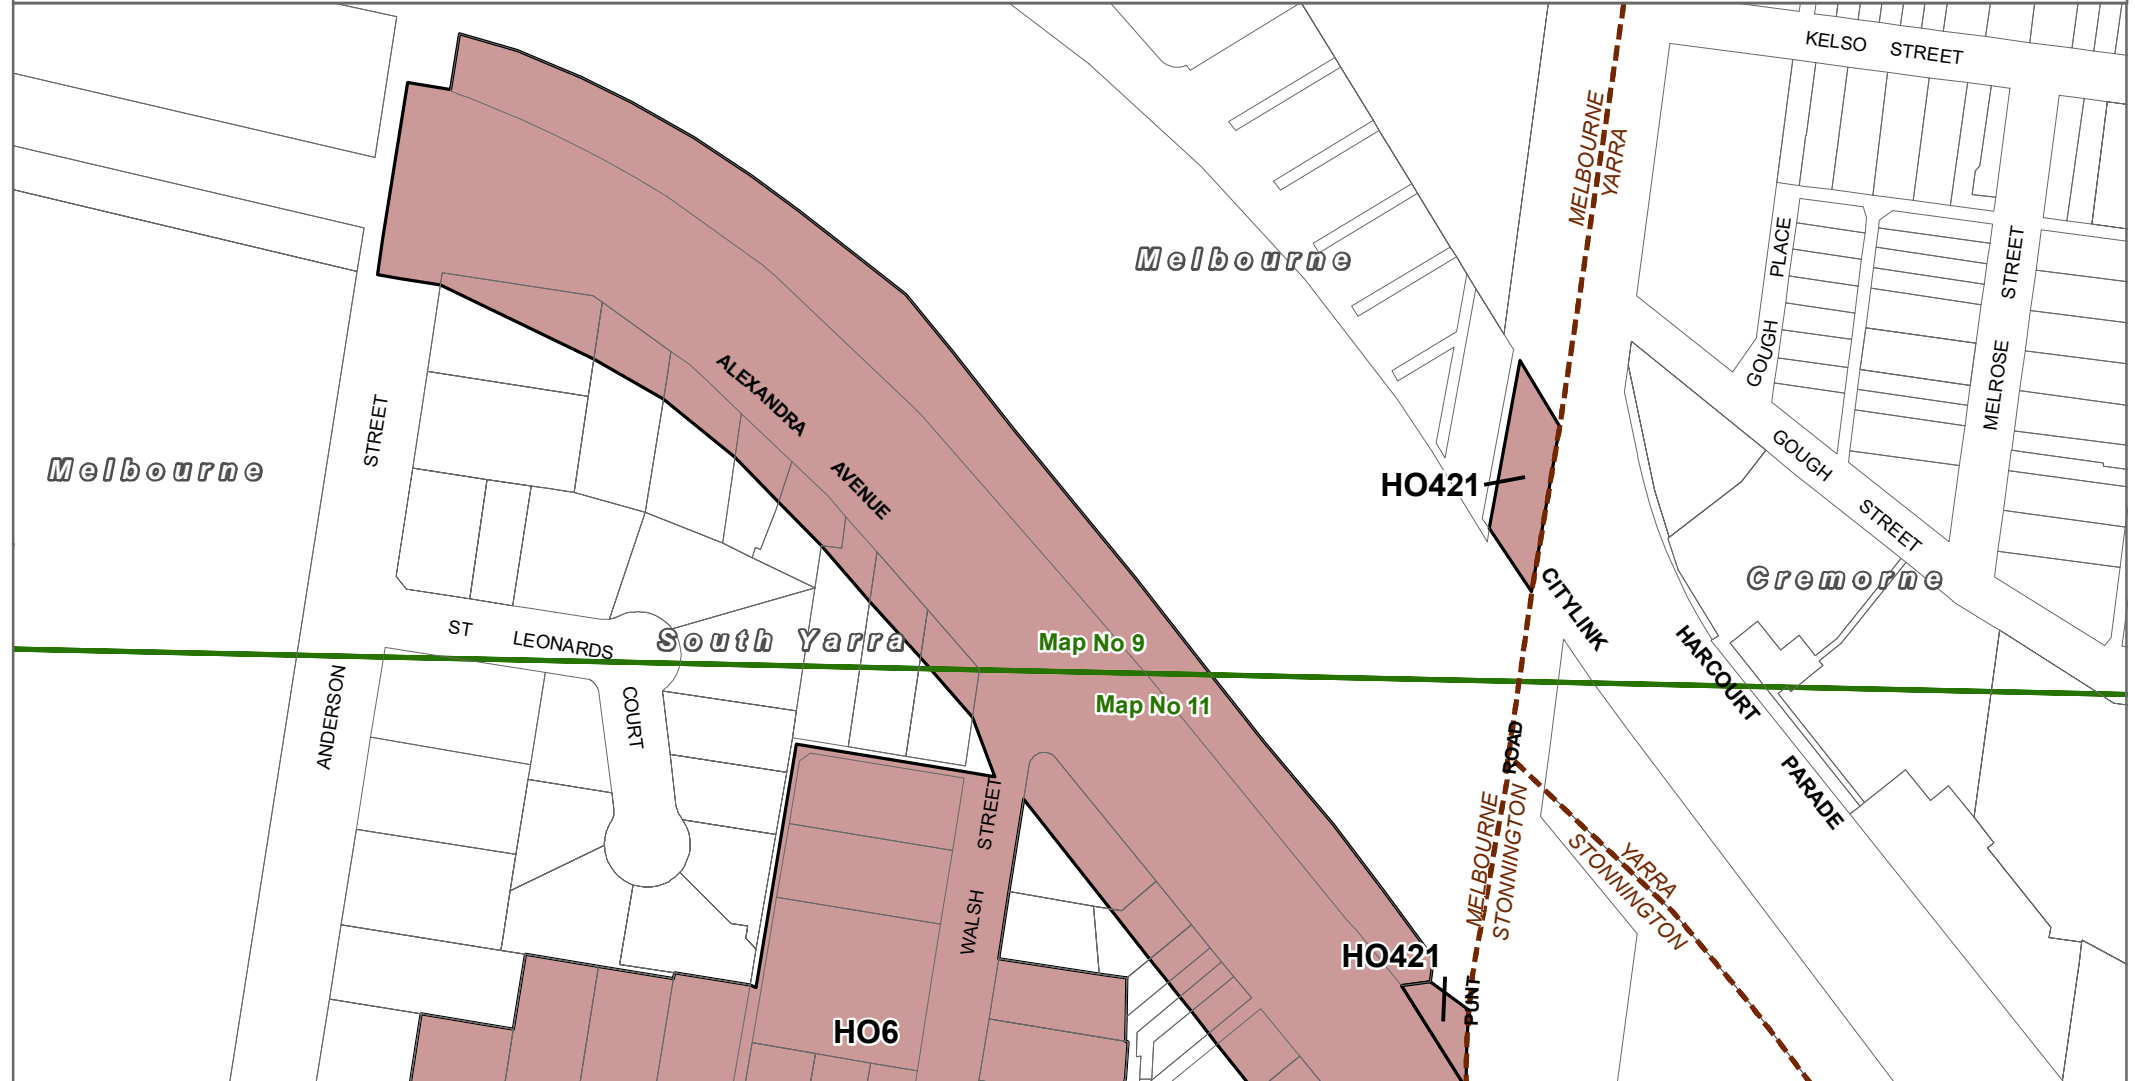 KELSO STREET
MELBOURNE
YARRA
PLACE
GOUGH
STREET
MELROSE
Melbourne
ALEXANDRA
AVENUE
STREET
Melbourne
HO421
GOUGH
STREET
Cremorne
CITYLINK
ST LEONARDS
South Yarra
Map No 9
Map No 11
HARCOURT
PARADE
ANDERSON
COURT
ROAD
MELBOURNE
STONNINGTON
YARRA
STONNINGTON
STREET
WALSH
HO421
PUNT
HO6